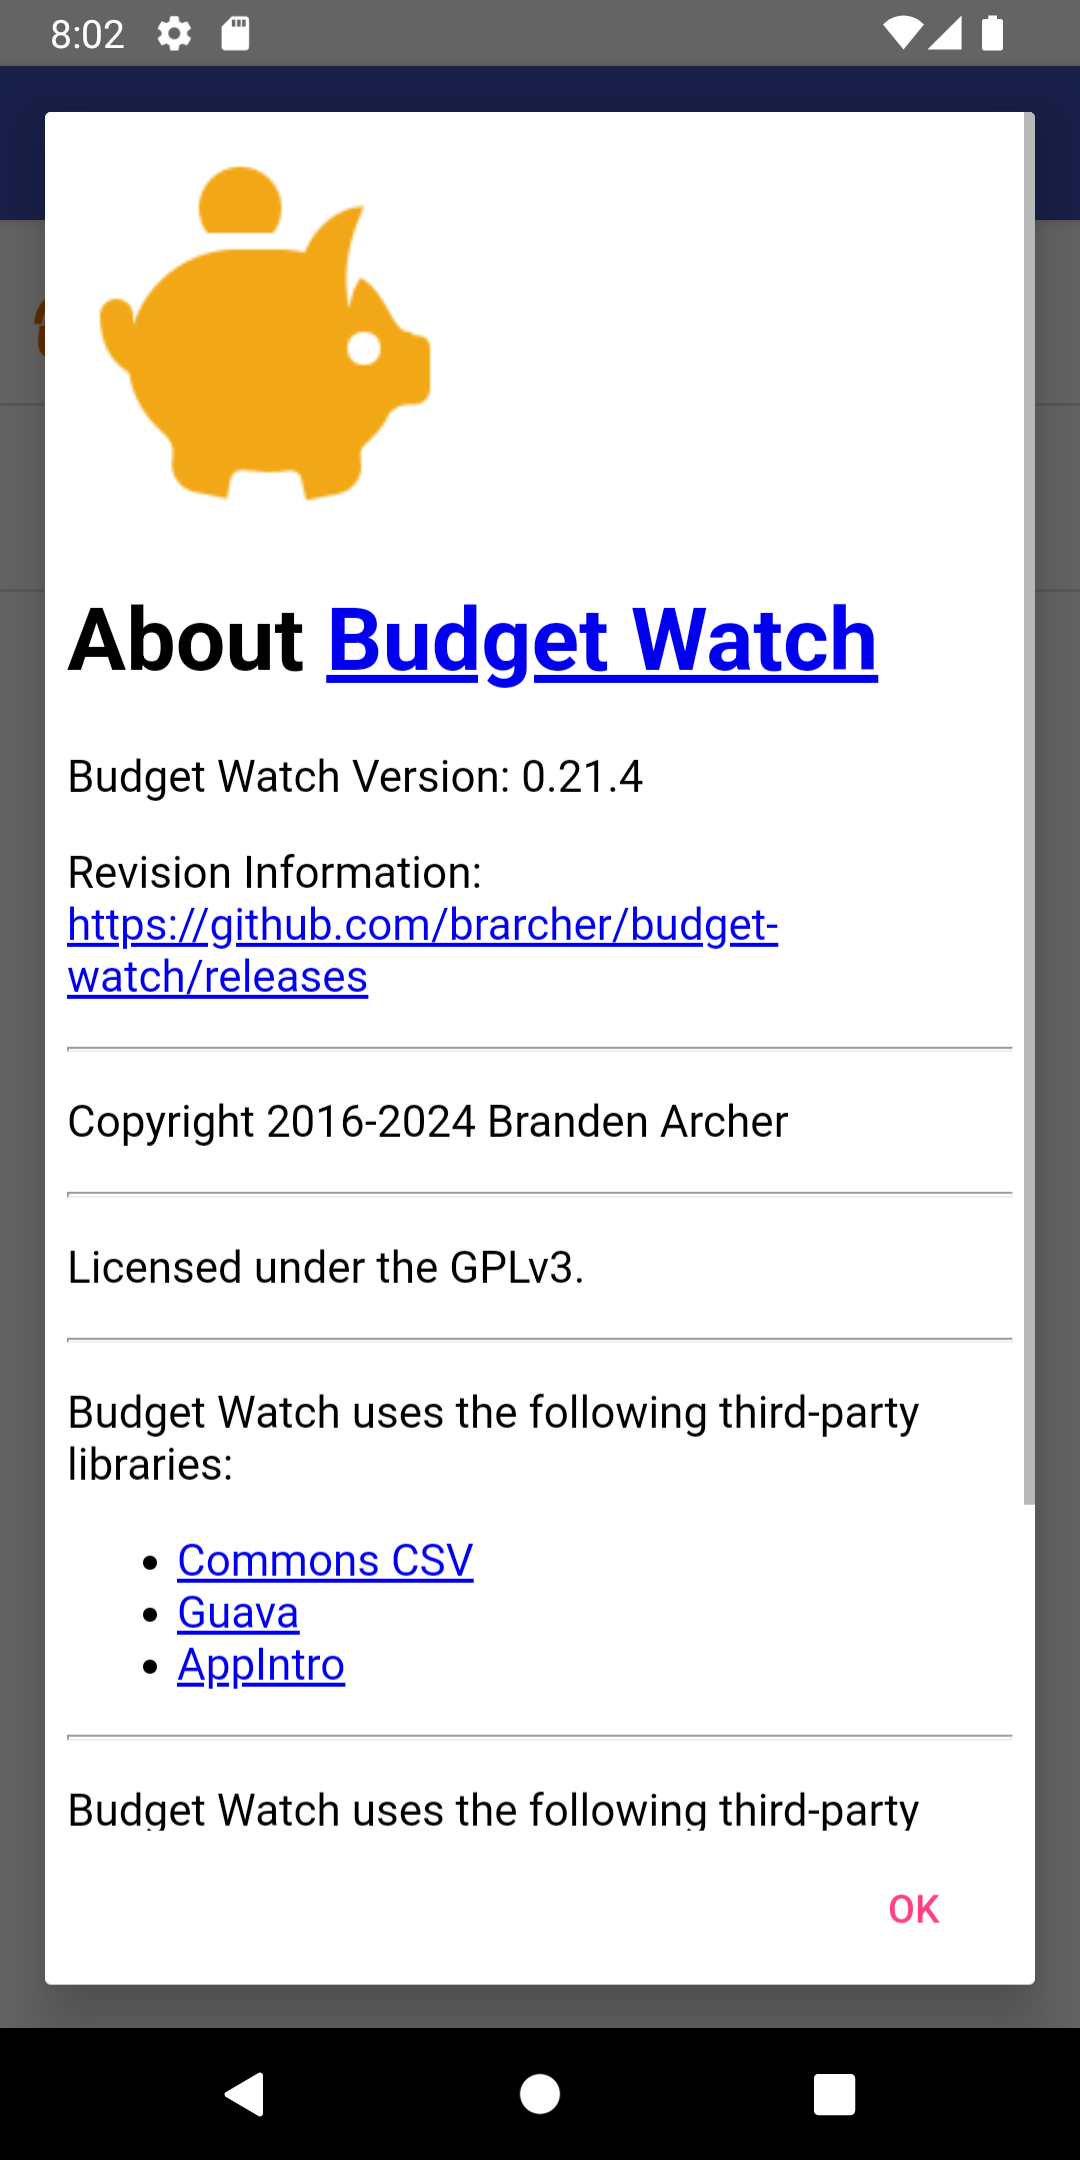 8:02
About Budget Watch
Budget Watch Version: 0.21.4
Revision Information:
https://github.com/brarcher/budget-
watch/releases
Copyright 2016-2024 Branden Archer
Licensed under the GPLv3.
Budget Watch uses the following third-party
libraries:
• Commons CSV
• Guava
• AppIntro
Budget Watch uses the following third-party
OK